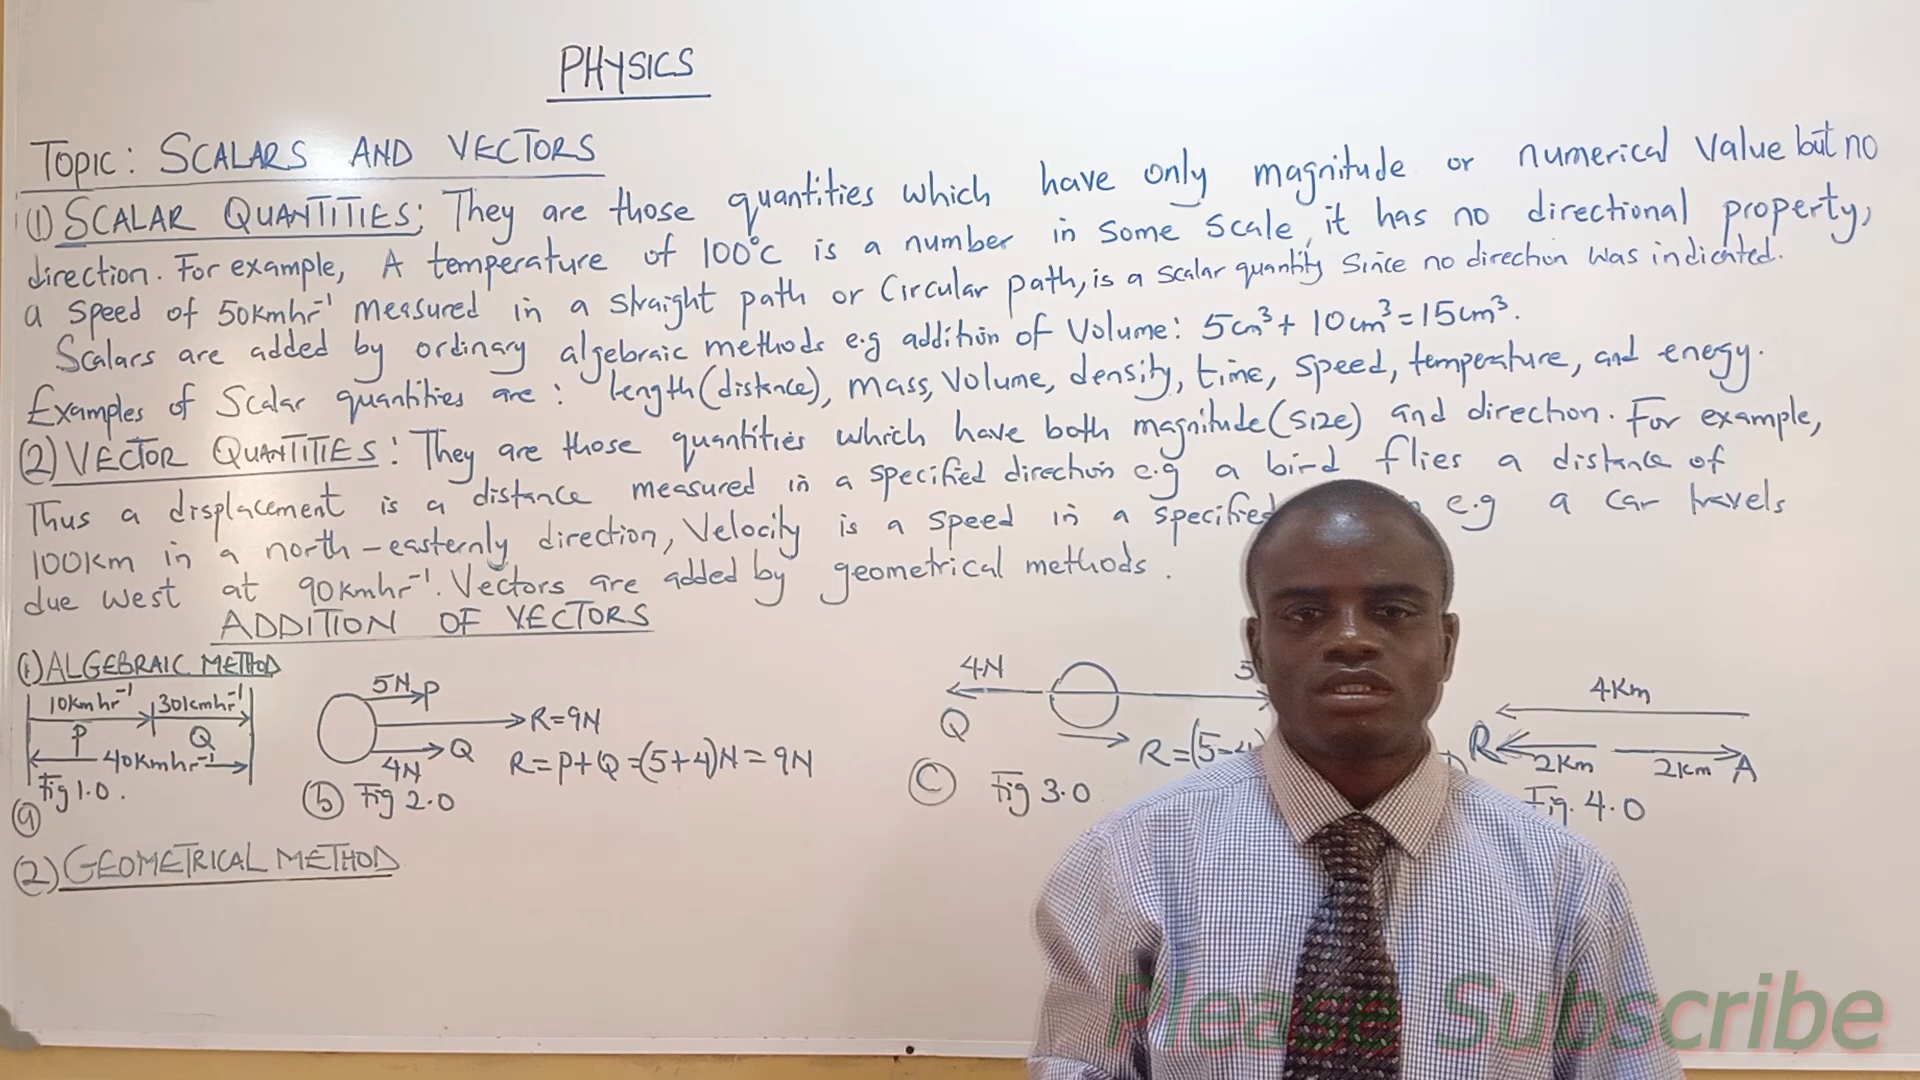 PHYSICS
TOPIC: SCALARS AND VECTORS
(1) SCALAR QUANTITIES: They are those quantities which have only magnitude or numerical value but no
direction. For example, A temperature of 100°C is a number in some scale, it has no directional property,
a speed of 50kmhr⁻¹ measured in a straight path or Circular path, is a scalar quantity since no direction was indicated.
Scalars are added by ordinary algebraic methods e.g addition of Volume: 5cm³ + 10cm³ = 15cm³.
Examples of Scalar quantities are: length (distance), mass, Volume, density, time, speed, temperature, and enegy.
(2) VECTOR QUANTITIES: They are those quantities which have both magnitude (size) and direction. For example,
Thus a displacement is a distance measured in a specified direction e.g a bird flies a distance of
100km in a north-easternly direction, Velocity is a speed in a specified e.g a car travels
due west at 90kmhr⁻¹. Vectors are added by geometrical methods.
ADDITION OF VECTORS
(1) ALGEBRAIC METHOD
10kmhr⁻¹ 30kmhr⁻¹
P Q
40kmhr⁻¹
Fig 1.0.
(a)
5N P
R=9N
Q
4N
R=P+Q=(5+4)N=9N
(b) Fig 2.0
4N 5
Q
R=(5-4)
(c) Fig 3.0
4km
R 2km 2km A
Fig. 4.0
(2) GEOMETRICAL METHOD
Please Subscribe